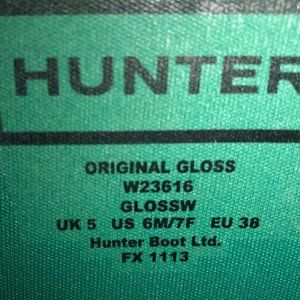 HUNTER
ORIGINAL GLOSS
W23616
GLOSSW
UK 5 US 6M/7F EU 38
Hunter Boot Ltd.
FX 1113